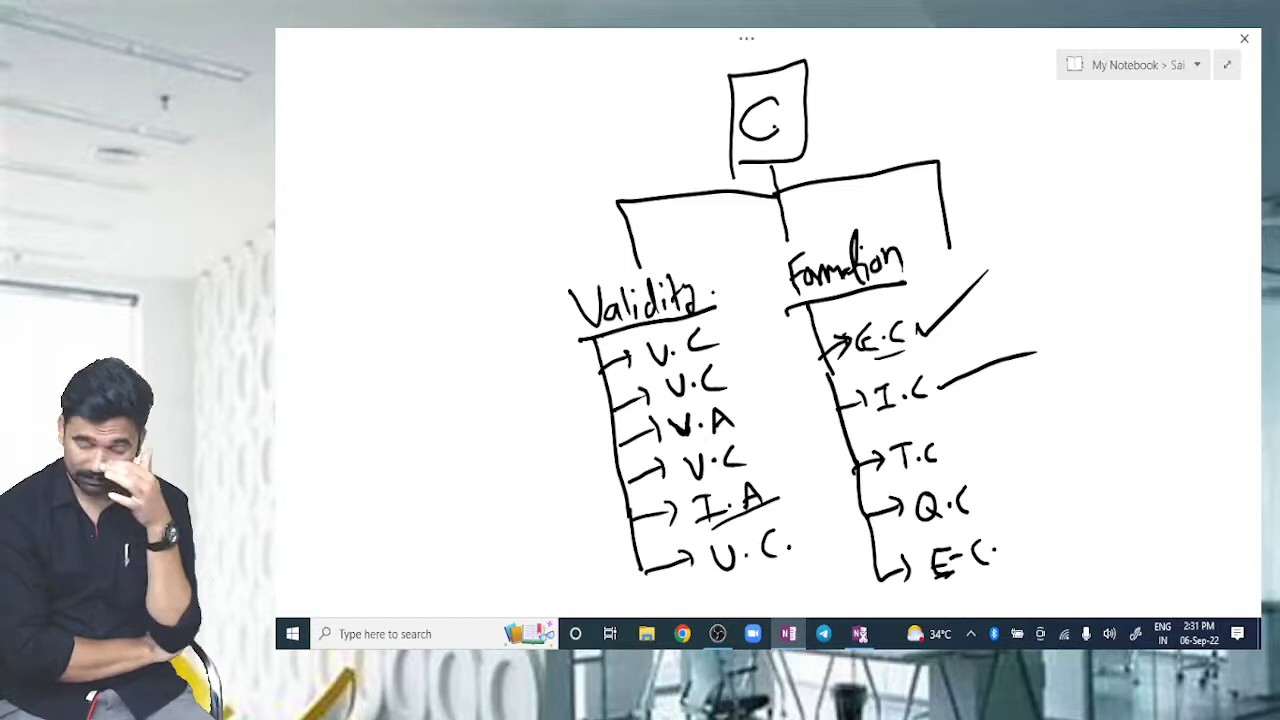 ...
My Notebook > Sai
C
Validity.
V.C
V.C
V.A
V.C
I.A
U.C.
Formation
E.C
I.C
T.C
Q.C
E-C.
Type here to search
34°C
ENG
IN
2:31 PM
06-Sep-22